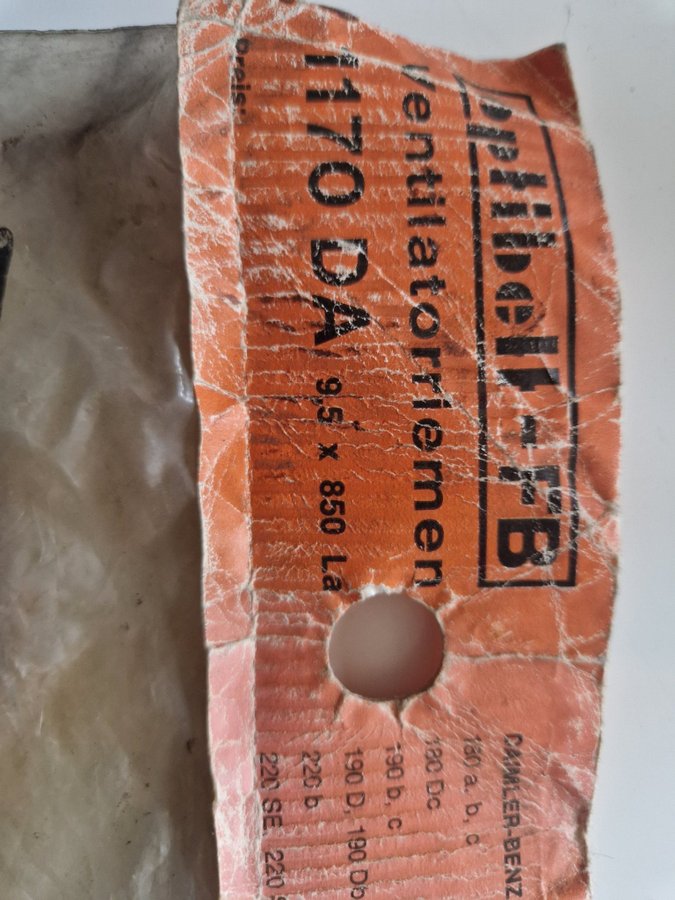 optibelt-FB
Ventilatorriemen
1170 DA 9,5 x 850 La
Preis:
DAIMLER-BENZ
180 a, b, c
180 Dc
190 b, c
190 D, 190 Db
220 b
220 SE, 220